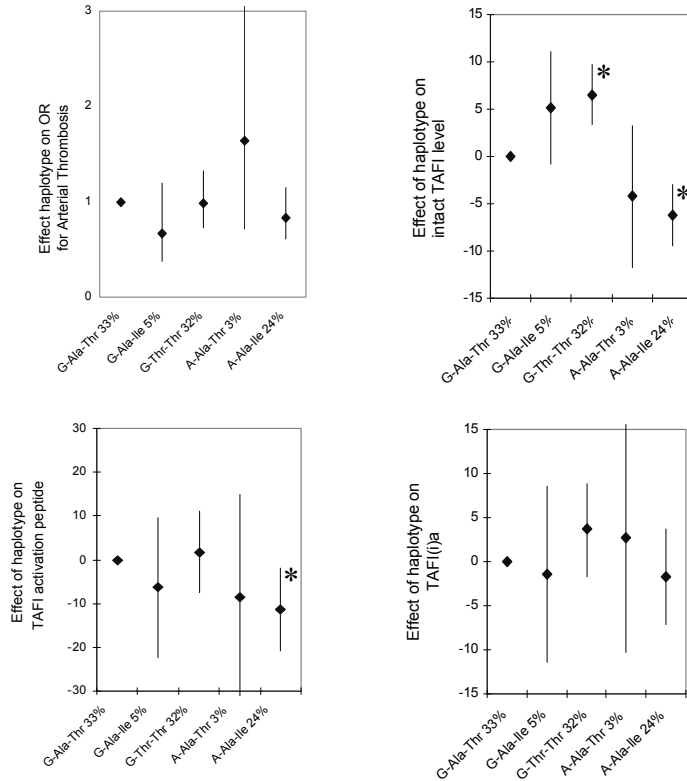 3
2
1
0
Effect haplotype on OR
for Arterial Thrombosis
G-Ala-Thr 33%
G-Ala-Ile 5%
G-Thr-Thr 32%
A-Ala-Thr 3%
A-Ala-Ile 24%
15
10
5
0
-5
-10
-15
Effect of haplotype on
intact TAFI level
*
*
G-Ala-Thr 33%
G-Ala-Ile 5%
G-Thr-Thr 32%
A-Ala-Thr 3%
A-Ala-Ile 24%
30
20
10
0
-10
-20
-30
Effect of haplotype on
TAFI activation peptide
*
G-Ala-Thr 33%
G-Ala-Ile 5%
G-Thr-Thr 32%
A-Ala-Thr 3%
A-Ala-Ile 24%
15
10
5
0
-5
-10
-15
Effect of haplotype on
TAFI(i)a
G-Ala-Thr 33%
G-Ala-Ile 5%
G-Thr-Thr 32%
A-Ala-Thr 3%
A-Ala-Ile 24%